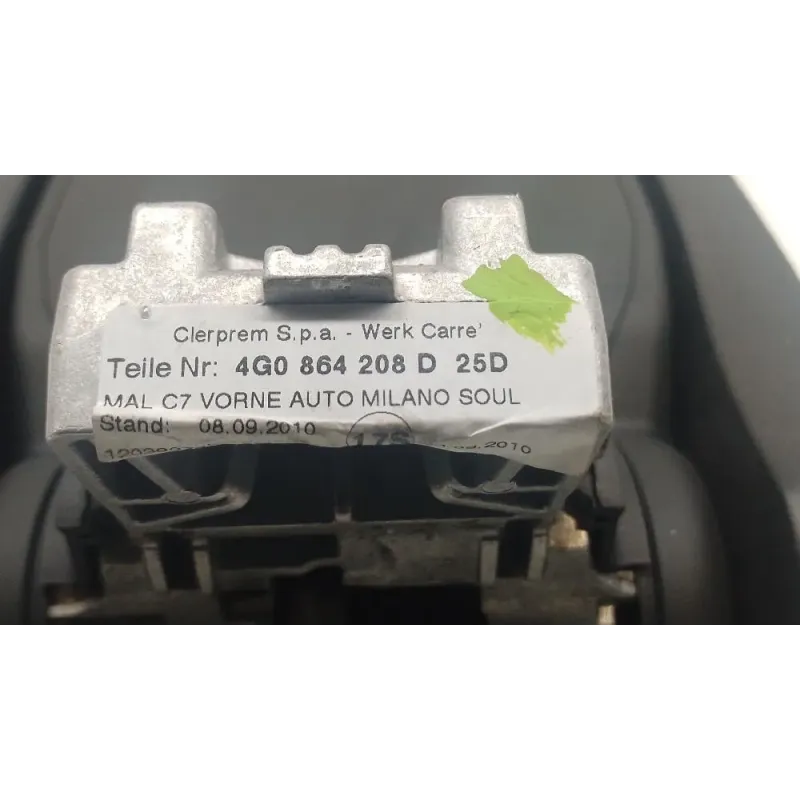 Clerprem S.p.a. - Werk Carre'
Teile Nr: 4G0 864 208 D 25D
MAL C7 VORNE AUTO MILANO SOUL
Stand: 08.09.2010